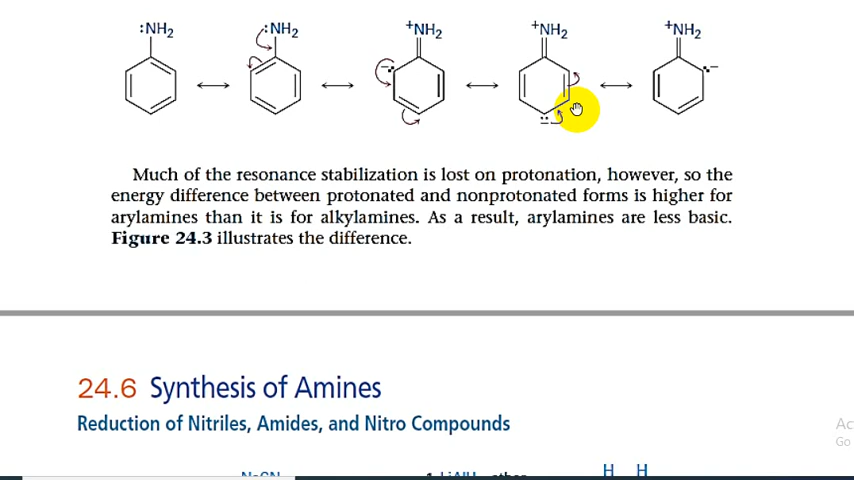 :NH2 :NH2 +NH2 +NH2 +NH2
Much of the resonance stabilization is lost on protonation, however, so the
energy difference between protonated and nonprotonated forms is higher for
arylamines than it is for alkylamines. As a result, arylamines are less basic.
Figure 24.3 illustrates the difference.
24.6 Synthesis of Amines
Reduction of Nitriles, Amides, and Nitro Compounds
Ac
Go
H H